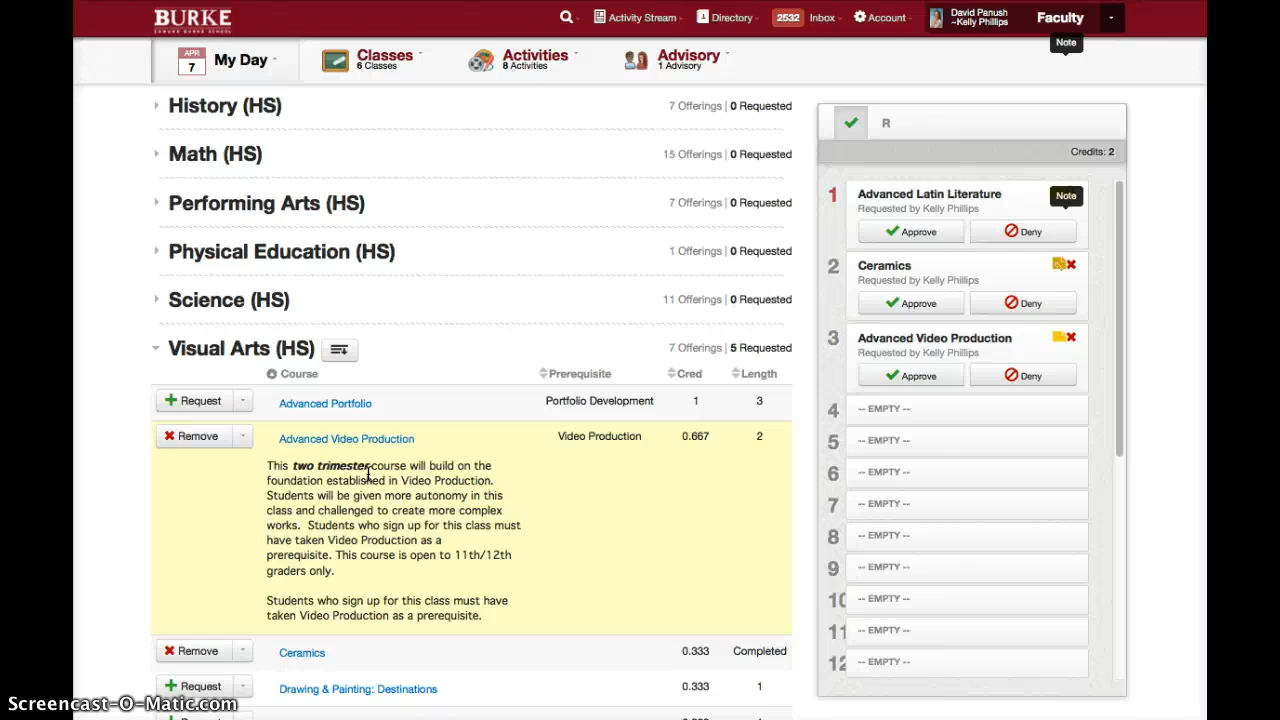 BURKE
EDMUND BURKE SCHOOL
Activity Stream
Directory
2532 Inbox
Account
David Panush
~Kelly Phillips
Faculty
Note
APR
7
My Day
Classes
6 Classes
Activities
8 Activities
Advisory
1 Advisory
History (HS)
7 Offerings | 0 Requested
Math (HS)
15 Offerings | 0 Requested
Performing Arts (HS)
7 Offerings | 0 Requested
Physical Education (HS)
1 Offerings | 0 Requested
Science (HS)
11 Offerings | 0 Requested
Visual Arts (HS)
7 Offerings | 5 Requested
Course Prerequisite Cred Length
Request Advanced Portfolio Portfolio Development 1 3
Remove Advanced Video Production Video Production 0.667 2
This two trimester course will build on the
foundation established in Video Production.
Students will be given more autonomy in this
class and challenged to create more complex
works. Students who sign up for this class must
have taken Video Production as a
prerequisite. This course is open to 11th/12th
graders only.
Students who sign up for this class must have
taken Video Production as a prerequisite.
Remove Ceramics 0.333 Completed
Request Drawing & Painting: Destinations 0.333 1
R
Credits: 2
1 Advanced Latin Literature
Note
Requested by Kelly Phillips
Approve Deny
2 Ceramics
Requested by Kelly Phillips
Approve Deny
3 Advanced Video Production
Requested by Kelly Phillips
Approve Deny
4 -- EMPTY --
5 -- EMPTY --
6 -- EMPTY --
7 -- EMPTY --
8 -- EMPTY --
9 -- EMPTY --
10 -- EMPTY --
11 -- EMPTY --
12 -- EMPTY --
Screencast-O-Matic.com